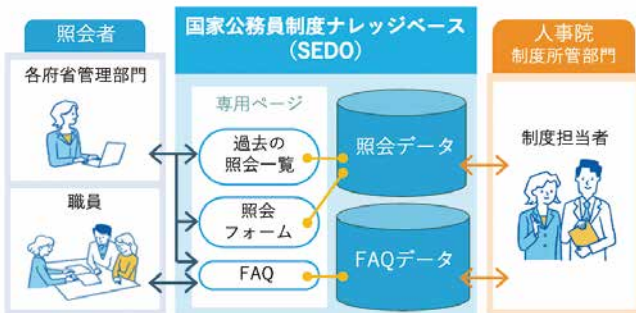 照会者
各府省管理部門
職員
国家公務員制度ナレッジベース
（SEDO）
専用ページ
過去の
照会一覧
照会
フォーム
FAQ
照会データ
FAQデータ
人事院
制度所管部門
制度担当者